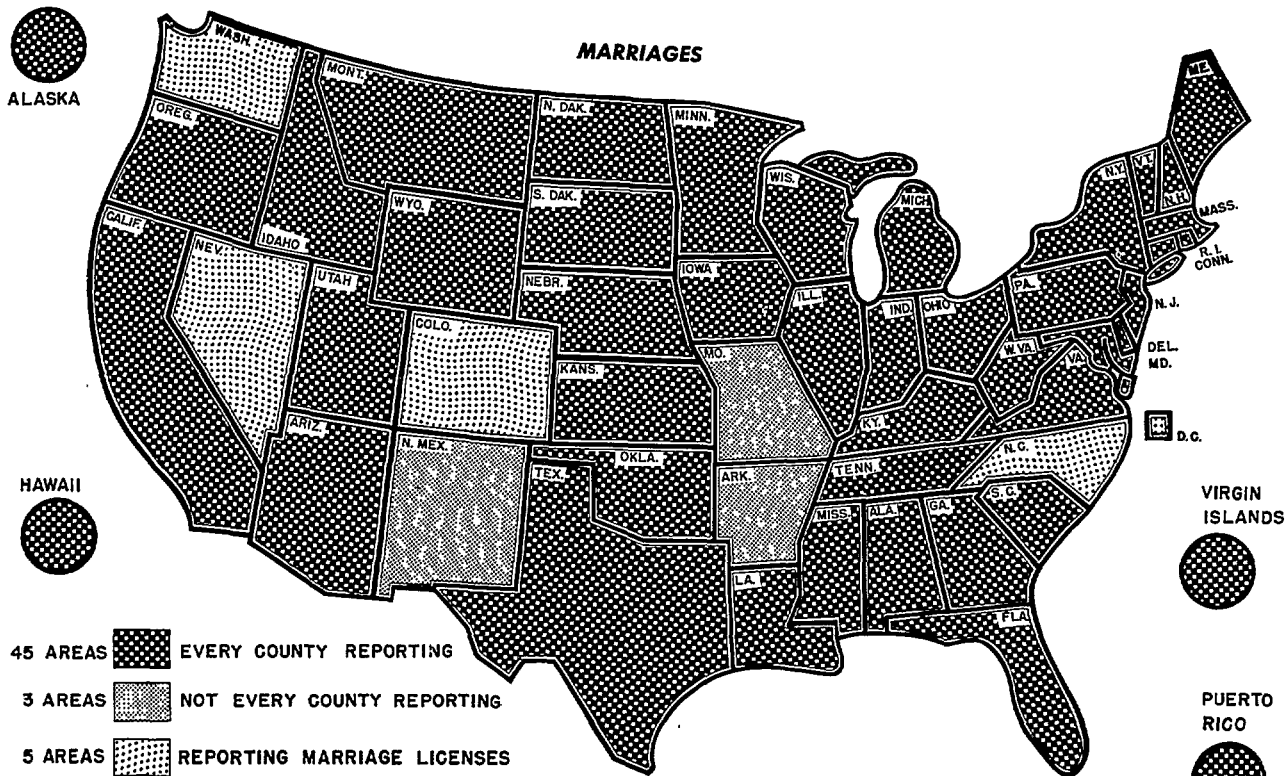 MARRIAGES
ALASKA
WASH.
MONT.
N. DAK.
MINN.
ME.
OREG.
WIS.
MICH.
N.Y.
VT.
N.H.
MASS.
S. DAK.
WYO.
CALIF.
NEV.
IDAHO
R. I.
CONN.
UTAH
NEBR.
IOWA
ILL.
IND.
OHIO
PA.
N. J.
COLO.
MO.
W.VA.
VA.
DEL.
MD.
KANS.
KY.
ARIZ.
N. MEX.
OKLA.
N.C.
D.C.
TEX.
ARK.
TENN.
HAWAII
S.C.
MISS.
ALA.
GA.
VIRGIN
ISLANDS
LA.
FLA.
45 AREAS EVERY COUNTY REPORTING
3 AREAS NOT EVERY COUNTY REPORTING
PUERTO
RICO
5 AREAS REPORTING MARRIAGE LICENSES